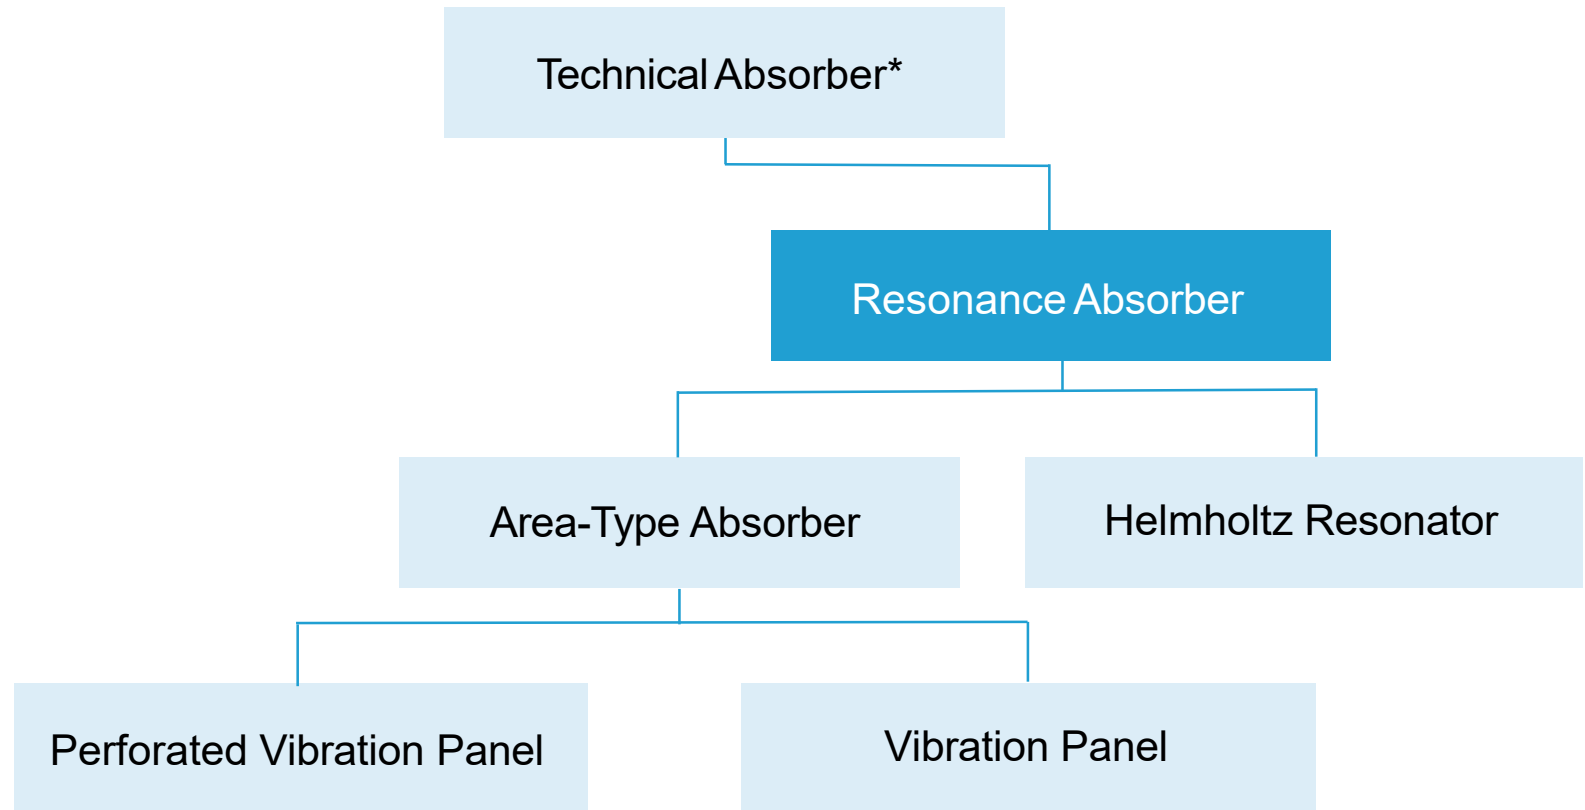 Technical Absorber*
Resonance Absorber
Area-Type Absorber
Helmholtz Resonator
Perforated Vibration Panel
Vibration Panel